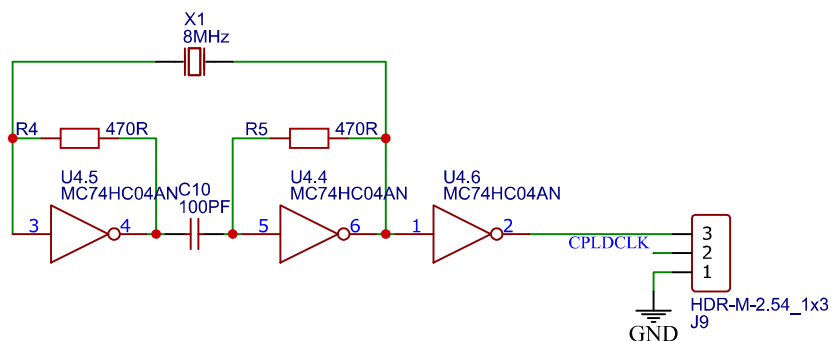 X1
8MHz
R4
470R
R5
470R
U4.5
MC74HC04AN
C10
100PF
U4.4
MC74HC04AN
U4.6
MC74HC04AN
3
4
5
6
1
2
CPLDCLK
3
2
1
HDR-M-2.54_1x3
J9
GND